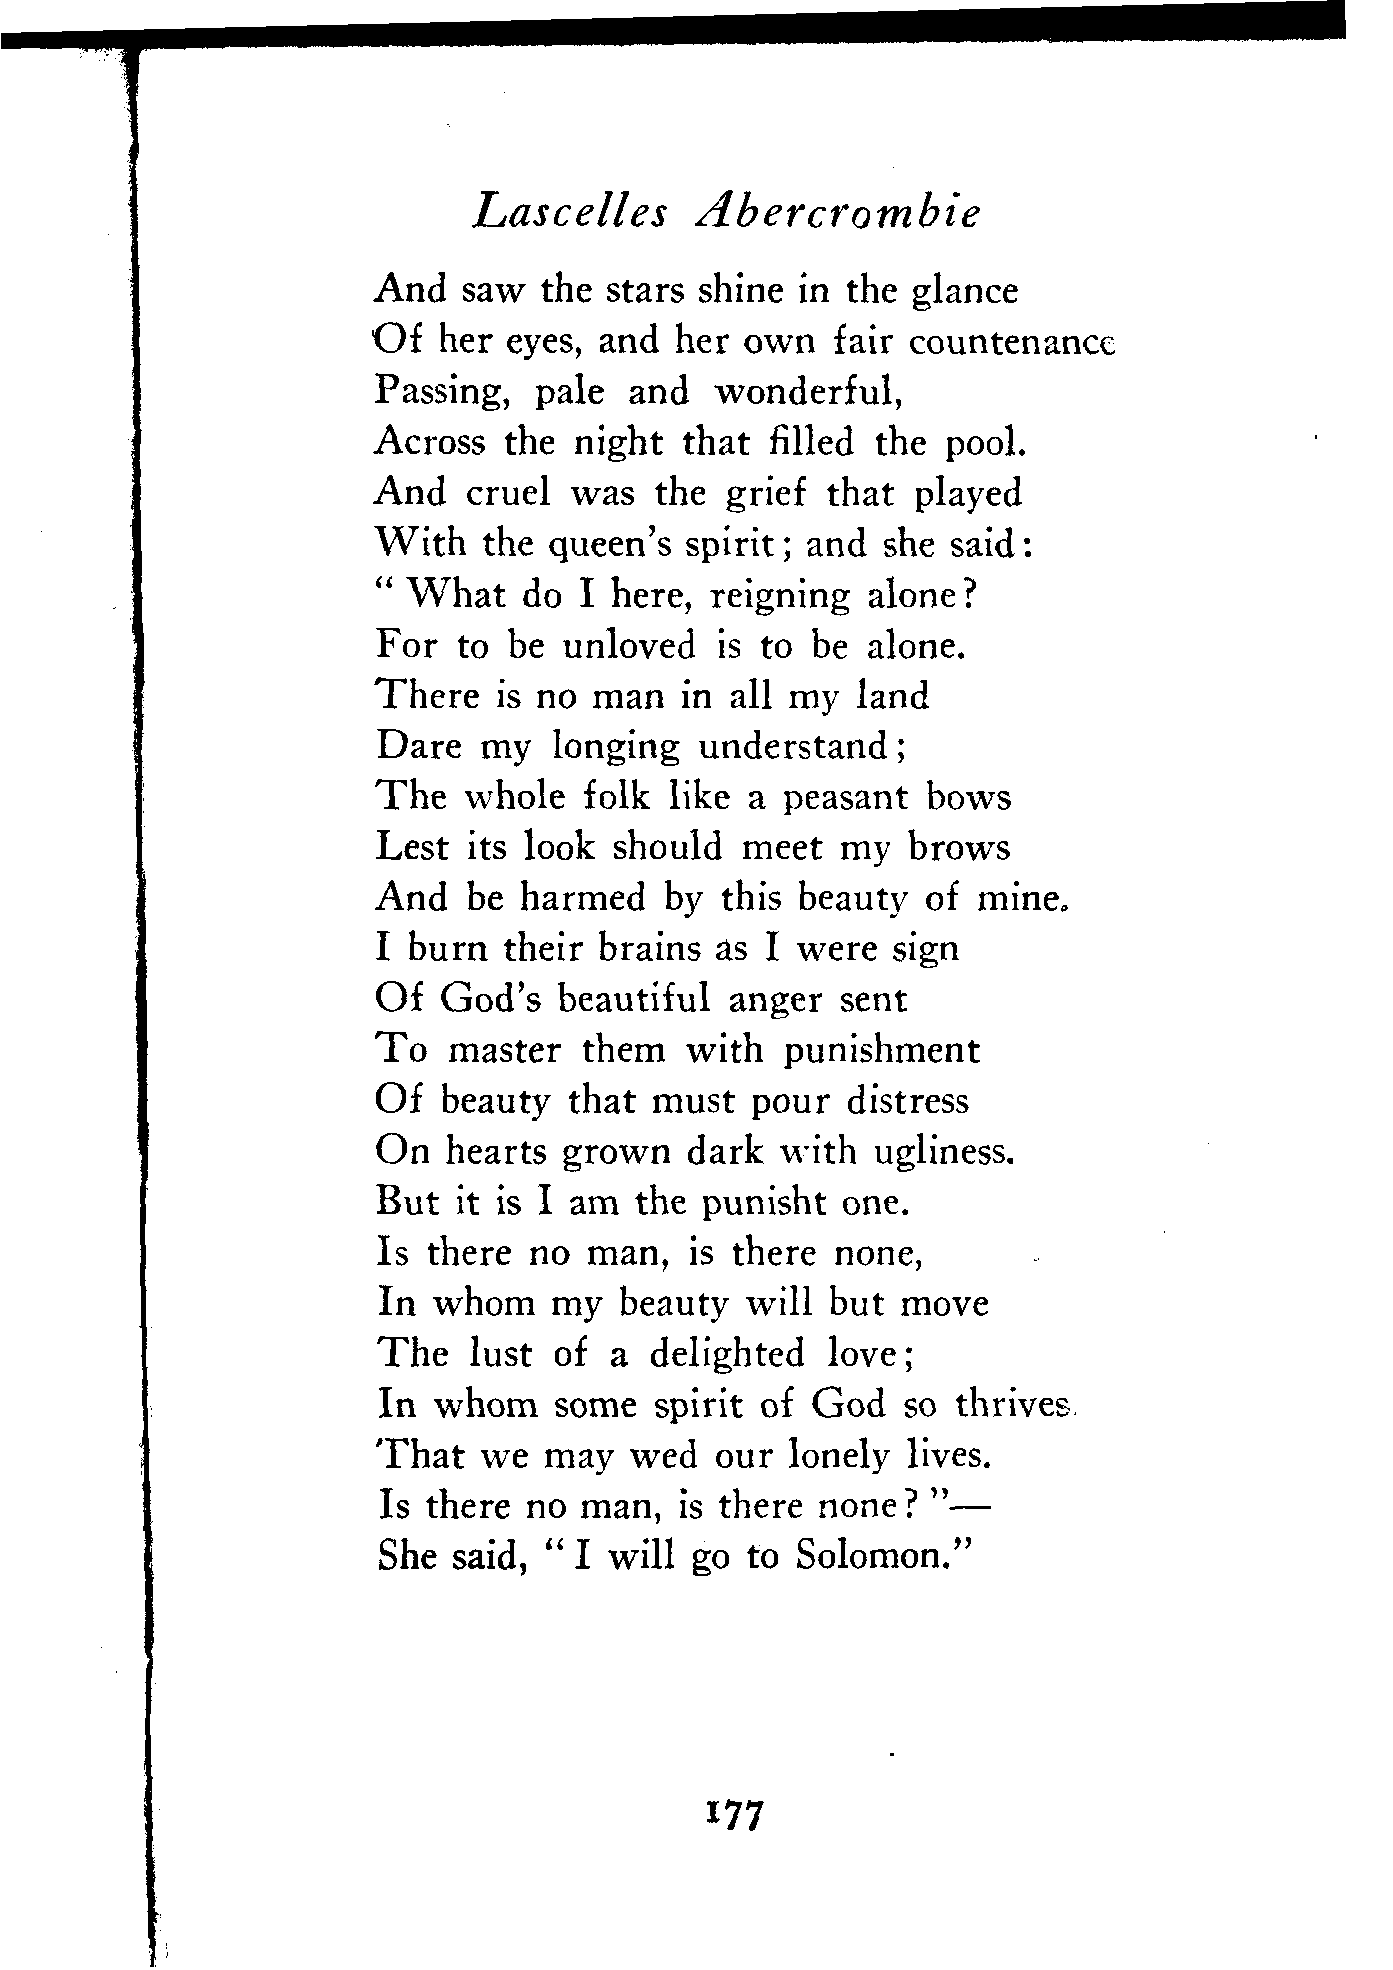 Lascelles Abercrombie
And saw the stars shine in the glance
Of her eyes, and her own fair countenance
Passing, pale and wonderful,
Across the night that filled the pool.
And cruel was the grief that played
With the queen's spirit; and she said:
“ What do I here, reigning alone?
For to be unloved is to be alone.
There is no man in all my land
Dare my longing understand;
The whole folk like a peasant bows
Lest its look should meet my brows
And be harmed by this beauty of mine.
I burn their brains as I were sign
Of God's beautiful anger sent
To master them with punishment
Of beauty that must pour distress
On hearts grown dark with ugliness.
But it is I am the punisht one.
Is there no man, is there none,
In whom my beauty will but move
The lust of a delighted love;
In whom some spirit of God so thrives
That we may wed our lonely lives.
Is there no man, is there none? ”—
She said, “ I will go to Solomon.”
177